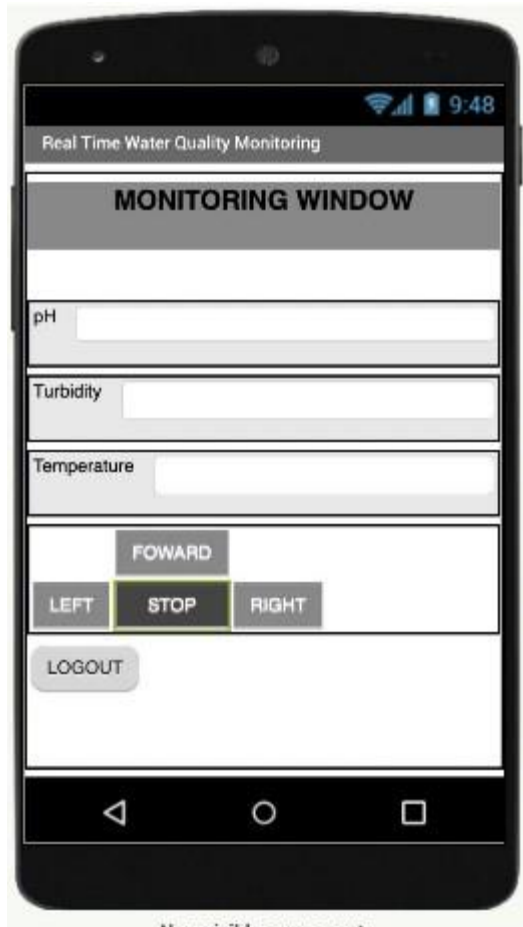 9:48
Real Time Water Quality Monitoring
MONITORING WINDOW
pH
Turbidity
Temperature
FOWARD
LEFT STOP RIGHT
LOGOUT